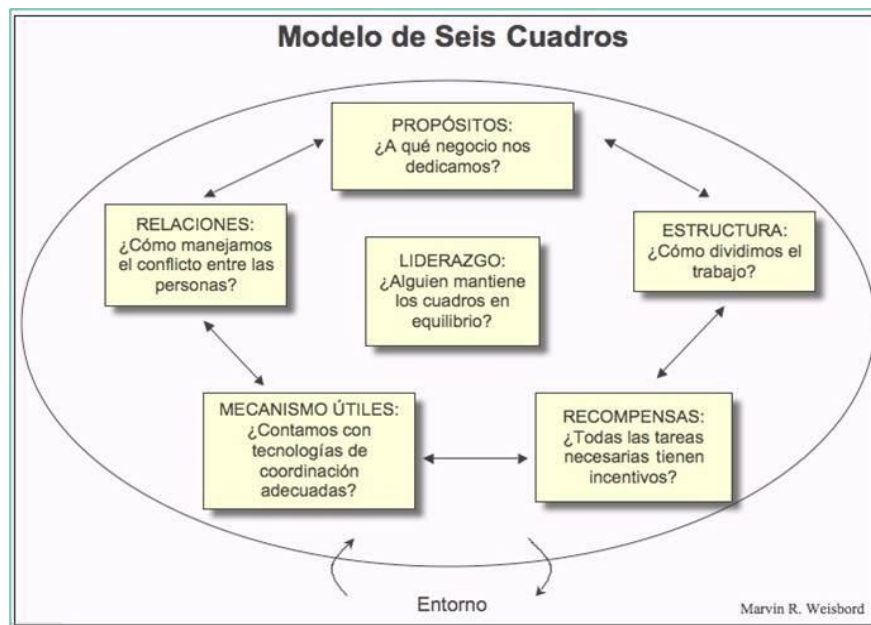 Modelo de Seis Cuadros
PROPÓSITOS:
¿A qué negocio nos
dedicamos?
RELACIONES:
¿Cómo manejamos
el conflicto entre las
personas?
ESTRUCTURA:
¿Cómo dividimos el
trabajo?
LIDERAZGO:
¿Alguien mantiene
los cuadros en
equilibrio?
MECANISMO ÚTILES:
¿Contamos con
tecnologías de
coordinación
adecuadas?
RECOMPENSAS:
¿Todas las tareas
necesarias tienen
incentivos?
Entorno
Marvin R. Weisbord